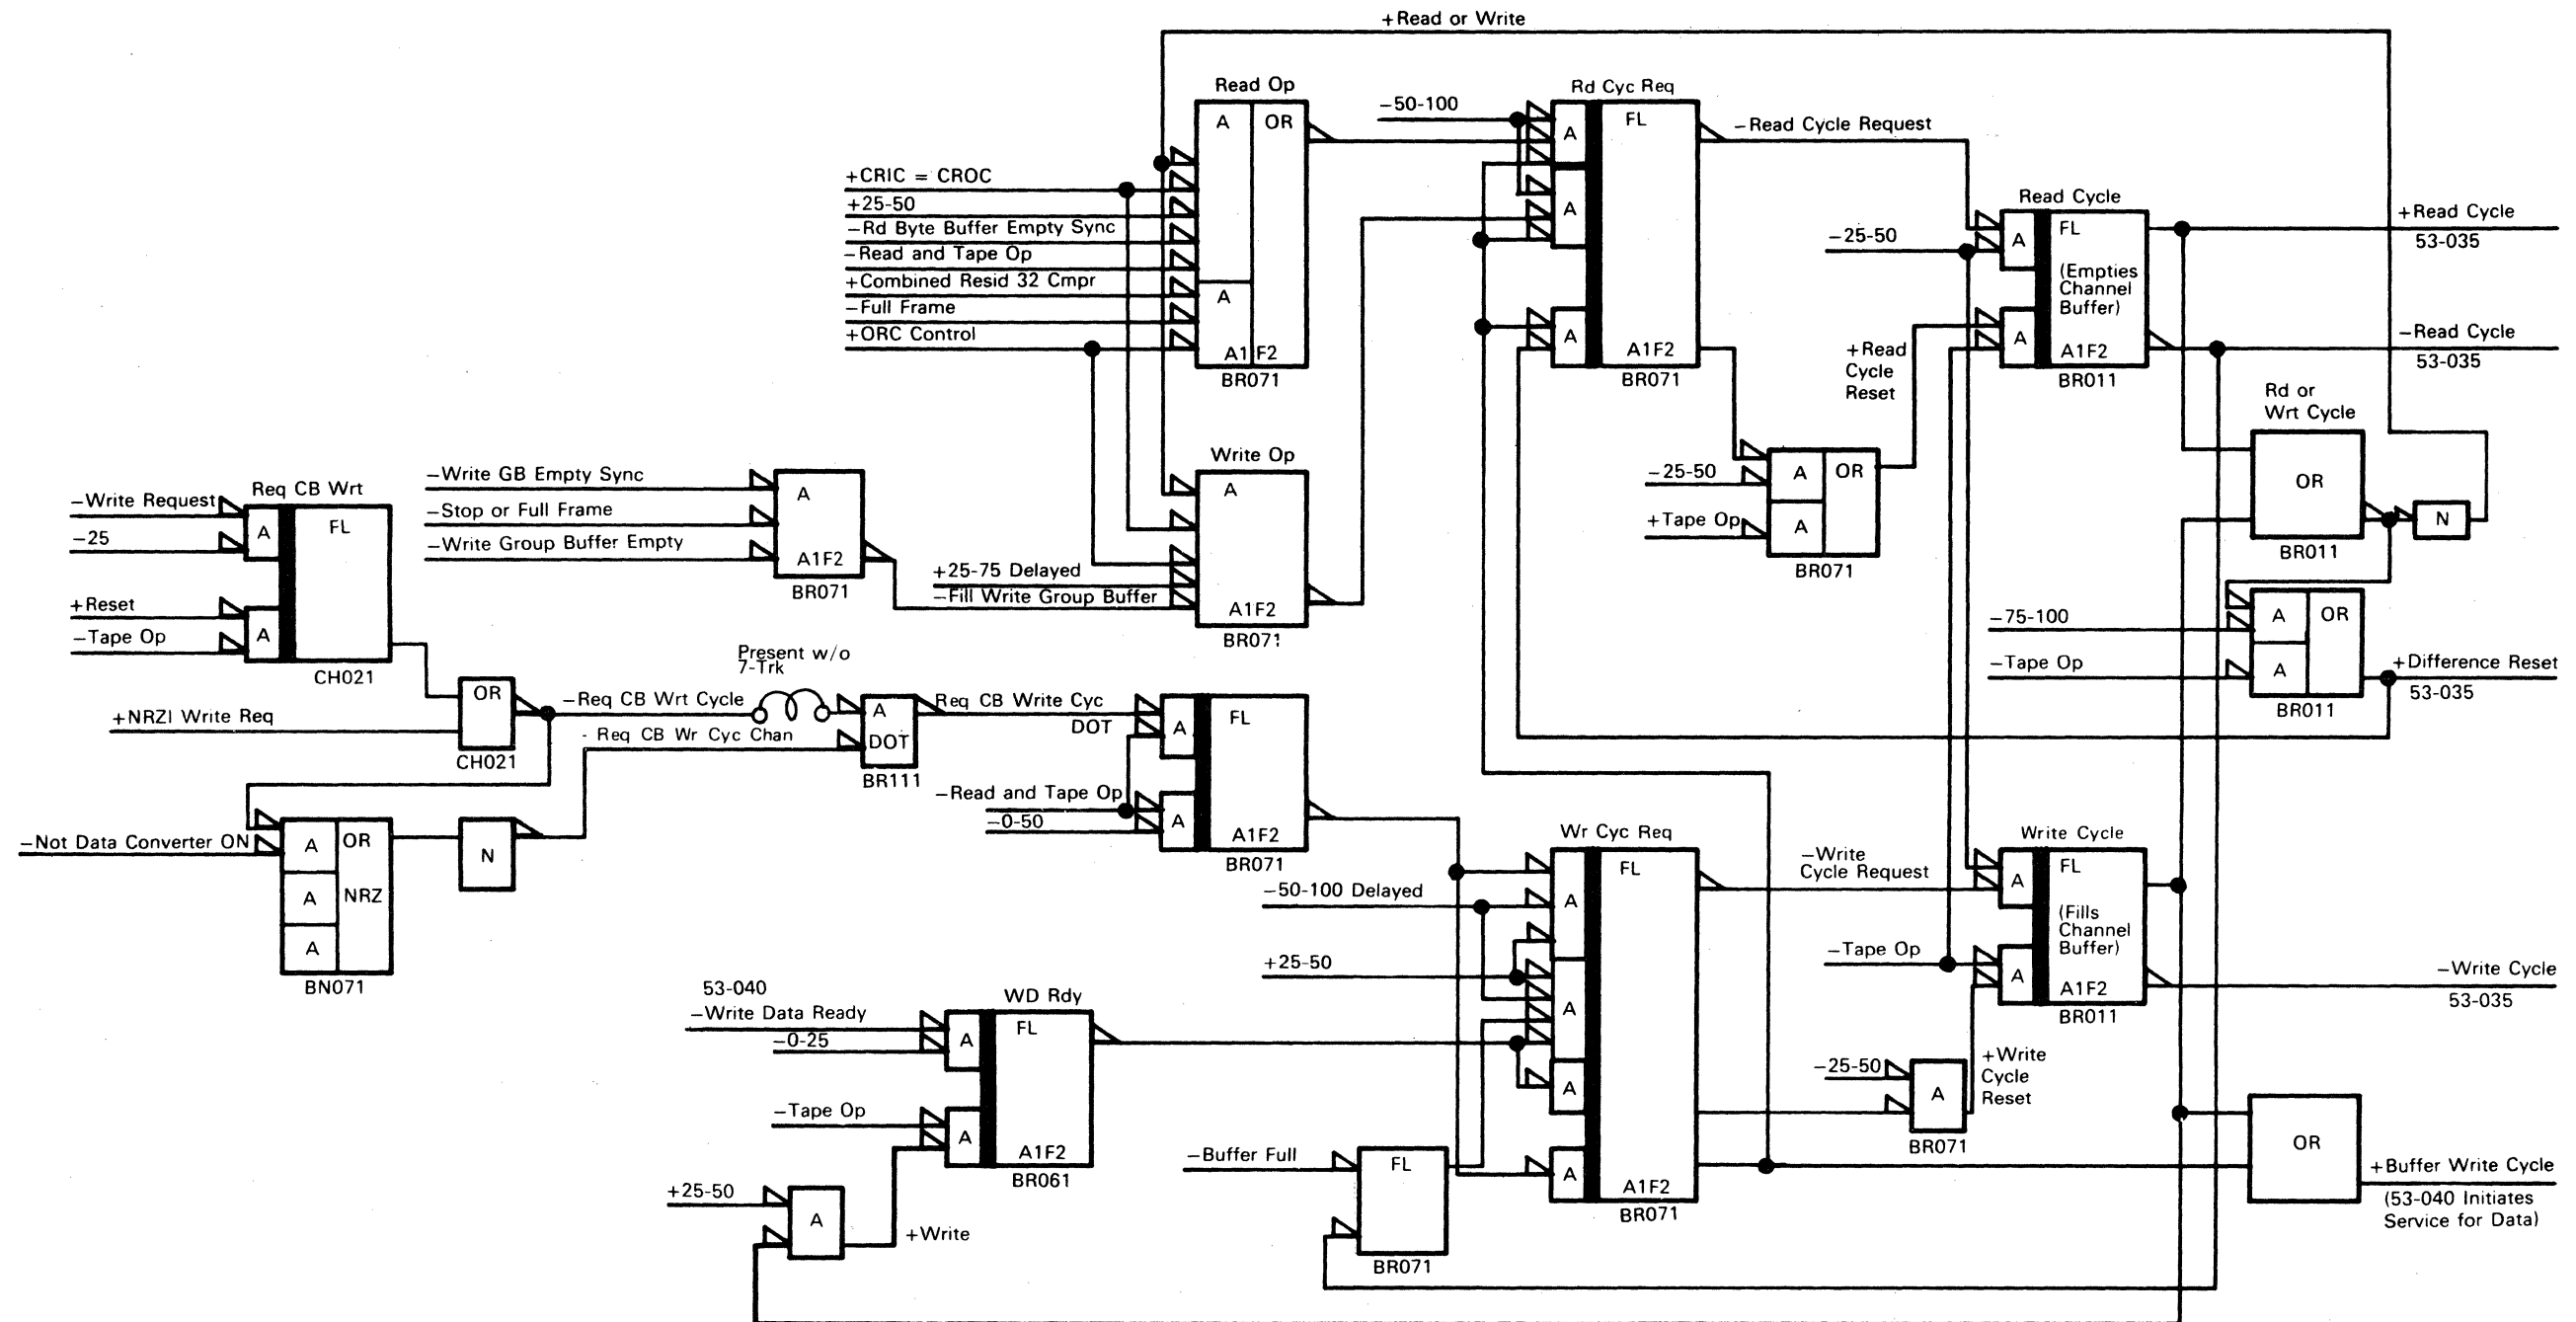 +Read or Write
Read Op
A
OR
A
A1F2
BR071
+CRIC = CROC
+25-50
−Rd Byte Buffer Empty Sync
−Read and Tape Op
+Combined Resid 32 Cmpr
−Full Frame
+ORC Control
−50-100
Rd Cyc Req
A
FL
A
A
A1F2
BR071
−Read Cycle Request
−25-50
Read Cycle
A
FL
(Empties
Channel
Buffer)
A
A1F2
BR011
+Read Cycle
53-035
−Read Cycle
53-035
+Read
Cycle
Reset
−25-50
+Tape Op
A
OR
A
BR071
Rd or
Wrt Cycle
OR
BR011
N
−75-100
−Tape Op
A
OR
A
BR011
+Difference Reset
53-035
Write Op
A
A1F2
BR071
+25-75 Delayed
−Fill Write Group Buffer
−Write GB Empty Sync
−Stop or Full Frame
−Write Group Buffer Empty
A
A1F2
BR071
Req CB Wrt
−Write Request
−25
+Reset
−Tape Op
A
FL
A
CH021
+NRZI Write Req
OR
CH021
−Req CB Wrt Cycle
Present w/o
7-Trk
- Req CB Wr Cyc Chan
A
DOT
BR111
Req CB Write Cyc
DOT
−Read and Tape Op
−0-50
A
FL
A
A1F2
BR071
−Not Data Converter ON
A
OR
A
NRZ
A
BN071
N
−50-100 Delayed
+25-50
Wr Cyc Req
A
FL
A
A
A
A1F2
BR071
−Write
Cycle Request
−Tape Op
Write Cycle
A
FL
(Fills
Channel
Buffer)
A
A1F2
BR011
−Write Cycle
53-035
−25-50
A
BR071
+Write
Cycle
Reset
53-040
−Write Data Ready
−0-25
−Tape Op
WD Rdy
A
FL
A
A1F2
BR061
+25-50
A
+Write
−Buffer Full
FL
BR071
OR
+Buffer Write Cycle
(53-040 Initiates
Service for Data)